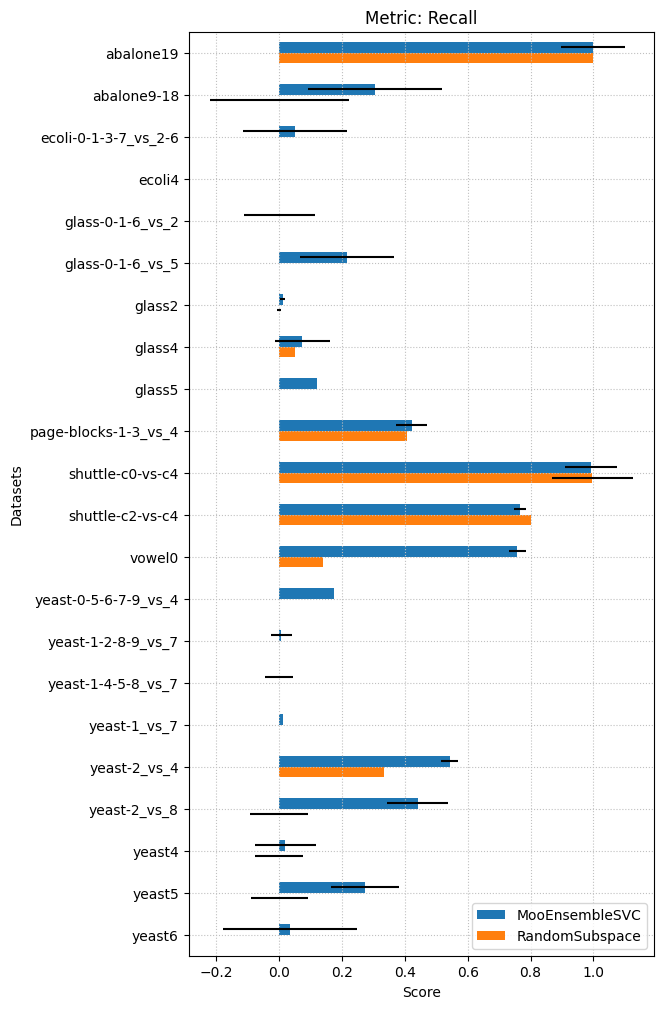 Metric: Recall
Datasets
abalone19
abalone9-18
ecoli-0-1-3-7_vs_2-6
ecoli4
glass-0-1-6_vs_2
glass-0-1-6_vs_5
glass2
glass4
glass5
page-blocks-1-3_vs_4
shuttle-c0-vs-c4
shuttle-c2-vs-c4
vowel0
yeast-0-5-6-7-9_vs_4
yeast-1-2-8-9_vs_7
yeast-1-4-5-8_vs_7
yeast-1_vs_7
yeast-2_vs_4
yeast-2_vs_8
yeast4
yeast5
yeast6
MooEnsembleSVC
RandomSubspace
−0.2 0.0 0.2 0.4 0.6 0.8 1.0
Score